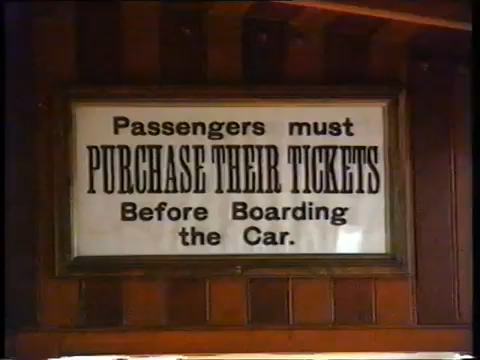 Passengers must
PURCHASE THEIR TICKETS
Before Boarding
the Car.